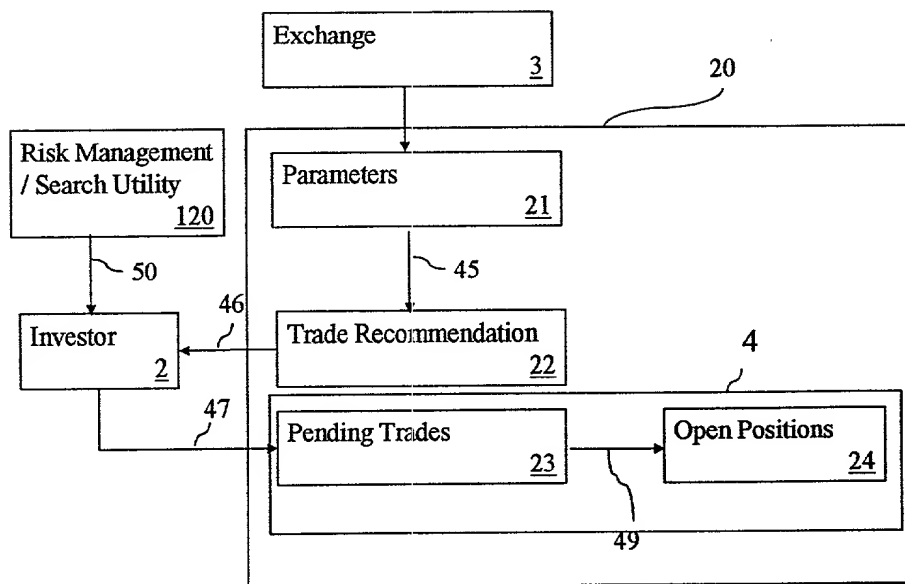 Exchange
3
20
Risk Management
/ Search Utility
120
Parameters
21
50
45
46
Investor
2
Trade Recommendation
22
4
47
Pending Trades
23
Open Positions
24
49